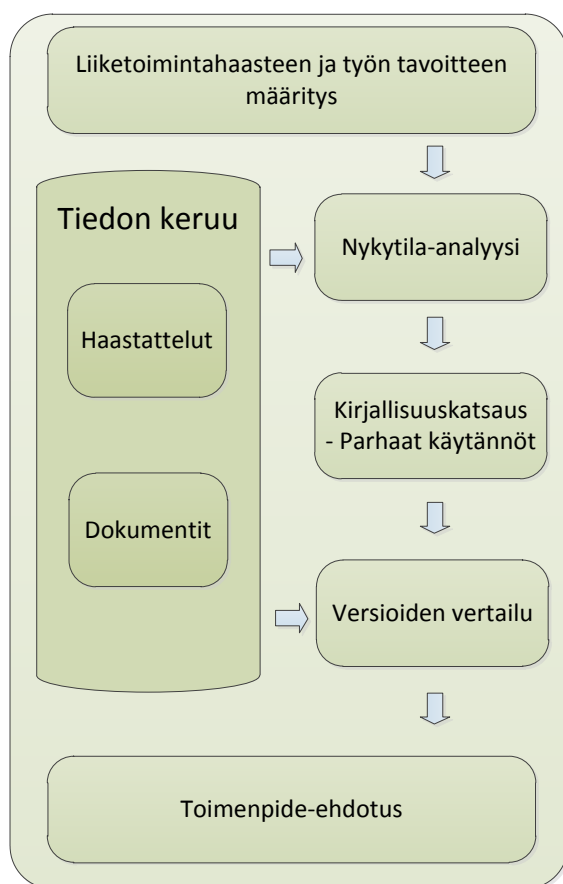 Liiketoimintahaasteen ja työn tavoitteen
määritys
Tiedon keruu
Haastattelut
Dokumentit
Nykytila-analyysi
Kirjallisuuskatsaus
- Parhaat käytännöt
Versioiden vertailu
Toimenpide-ehdotus